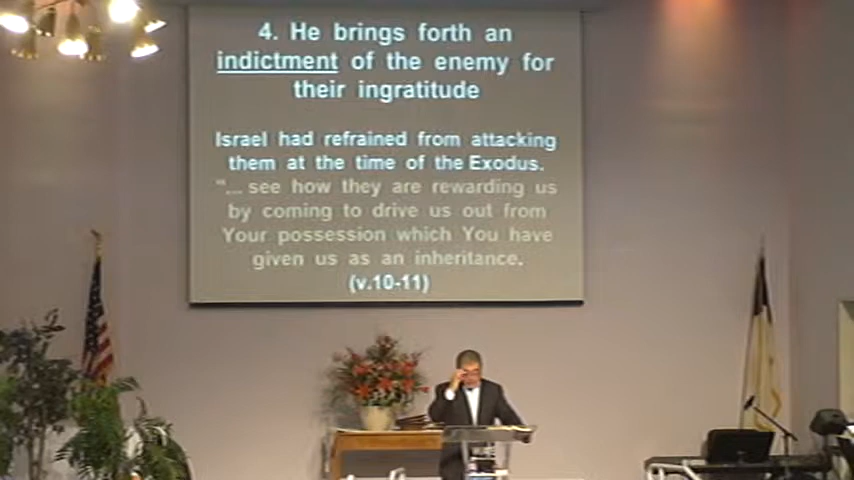 4. He brings forth an
indictment of the enemy for
their ingratitude
Israel had refrained from attacking
them at the time of the Exodus.
"... see how they are rewarding us
by coming to drive us out from
Your possession which You have
given us as an inheritance.
(v.10-11)